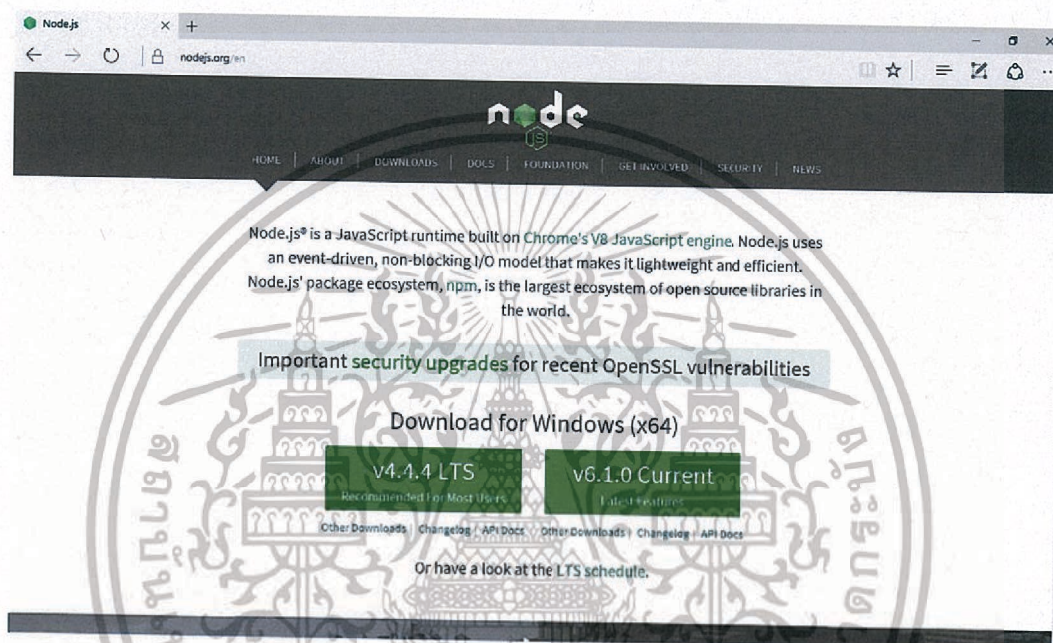 Node.js
nodejs.org/en
node
JS
HOME | ABOUT | DOWNLOADS | DOCS | FOUNDATION | GET INVOLVED | SECURITY | NEWS
Node.js® is a JavaScript runtime built on Chrome's V8 JavaScript engine. Node.js uses
an event-driven, non-blocking I/O model that makes it lightweight and efficient.
Node.js' package ecosystem, npm, is the largest ecosystem of open source libraries in
the world.
Important security upgrades for recent OpenSSL vulnerabilities
Download for Windows (x64)
v4.4.4 LTS
Recommended For Most Users
v6.1.0 Current
Latest Features
Other Downloads | Changelog | API Docs
Other Downloads | Changelog | API Docs
Or have a look at the LTS schedule.